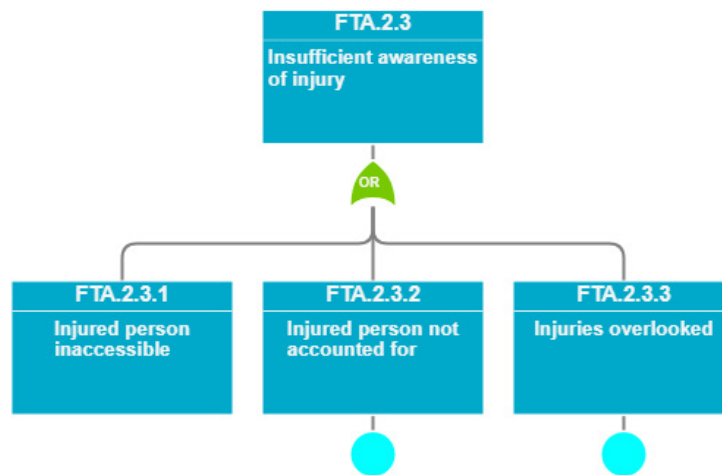 FTA.2.3
Insufficient awareness
of injury
OR
FTA.2.3.1
Injured person
inaccessible
FTA.2.3.2
Injured person not
accounted for
FTA.2.3.3
Injuries overlooked